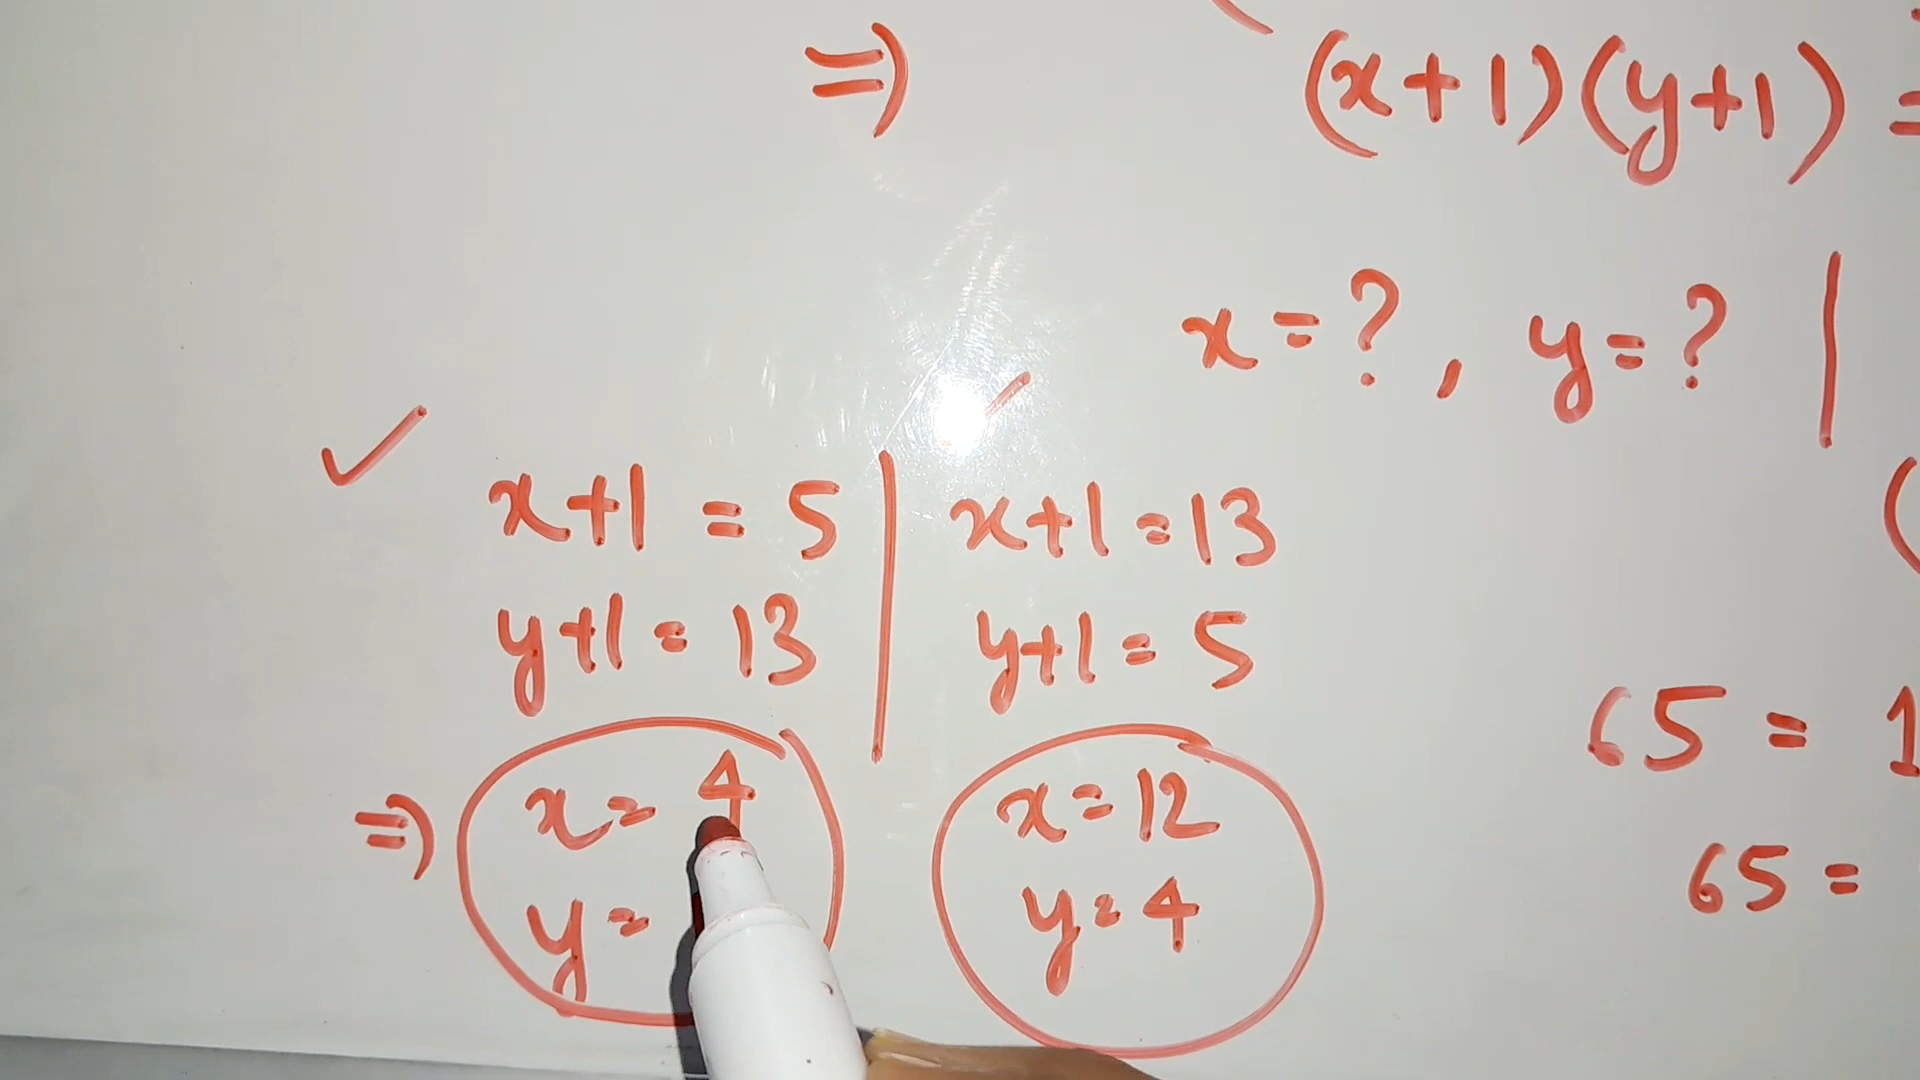 => (x+1)(y+1) =
x=?, y=? |
x+1 = 5 | x+1=13
y+1= 13 | y+1= 5
65 = 1
=> x= 4 x=12
65 =
y= y=4